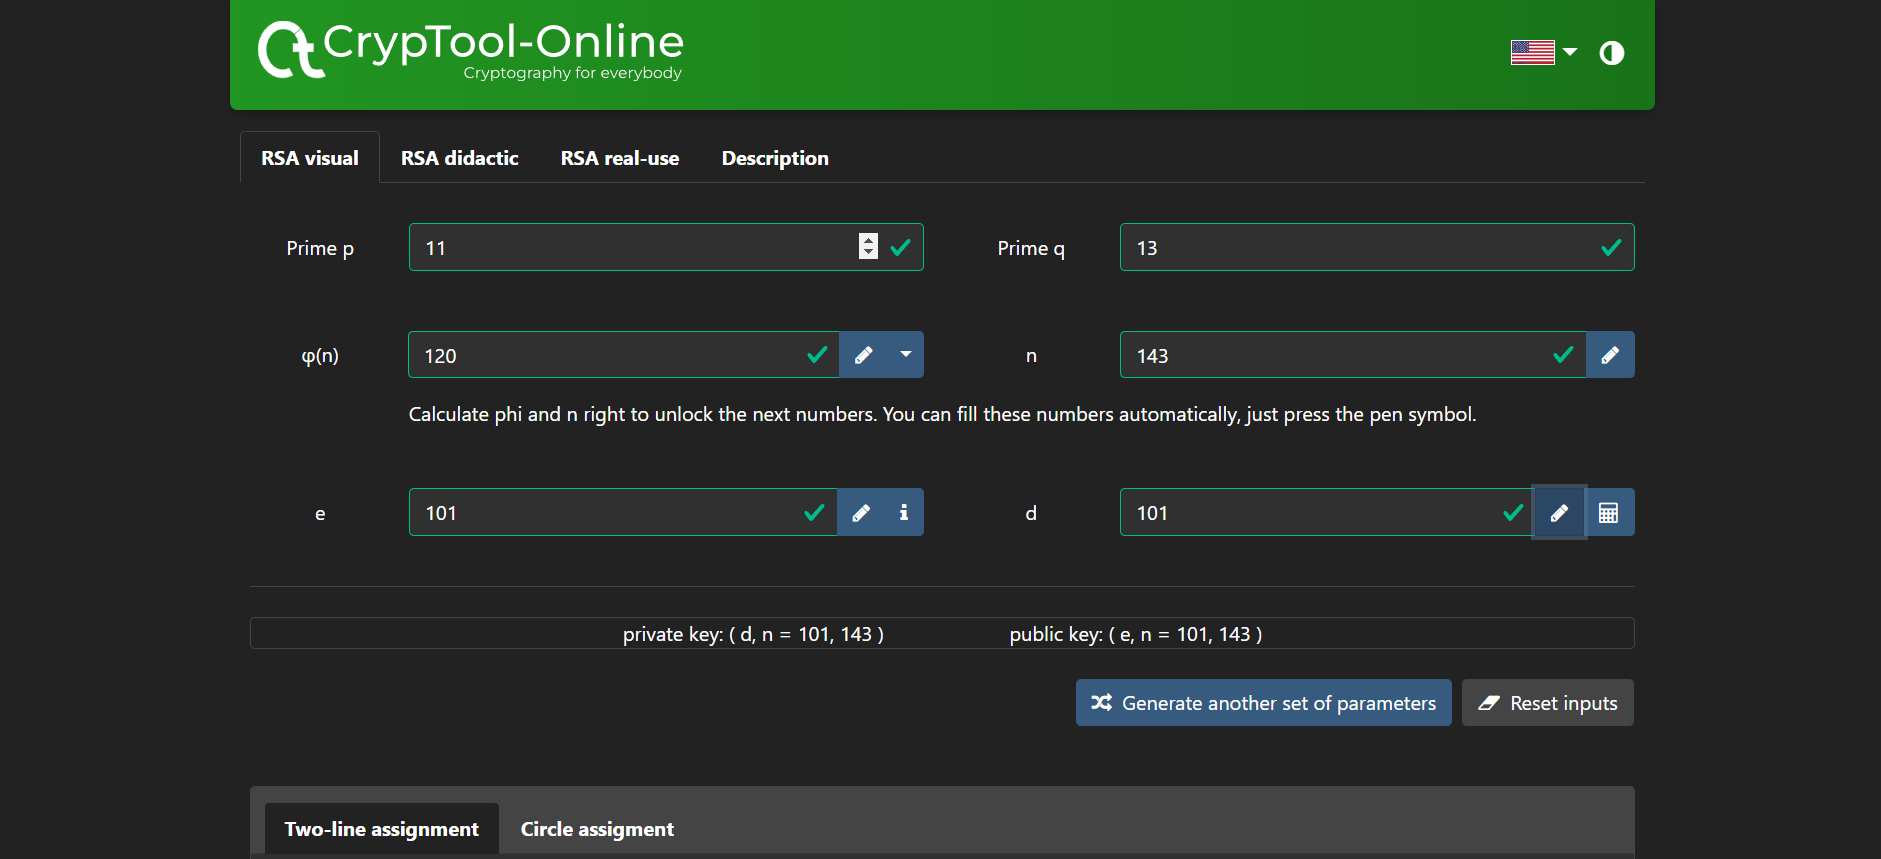 CrypTool-Online
Cryptography for everybody
RSA visual RSA didactic RSA real-use Description
Prime p 11 Prime q 13
φ(n) 120 n 143
Calculate phi and n right to unlock the next numbers. You can fill these numbers automatically, just press the pen symbol.
e 101 d 101
private key: ( d, n = 101, 143 ) public key: ( e, n = 101, 143 )
Generate another set of parameters Reset inputs
Two-line assignment Circle assigment